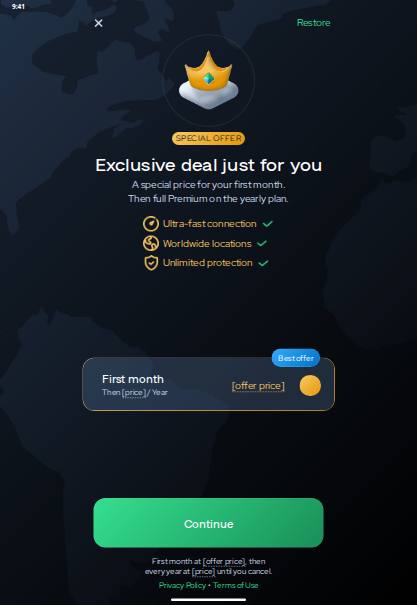 9:41
Restore
SPECIAL OFFER
Exclusive deal just for you
A special price for your first month.
Then full Premium on the yearly plan.
Ultra-fast connection
Worldwide locations
Unlimited protection
Best offer
First month
[offer price]
Then [price] / Year
Continue
First month at [offer price], then
every year at [price] until you cancel.
Privacy Policy • Terms of Use